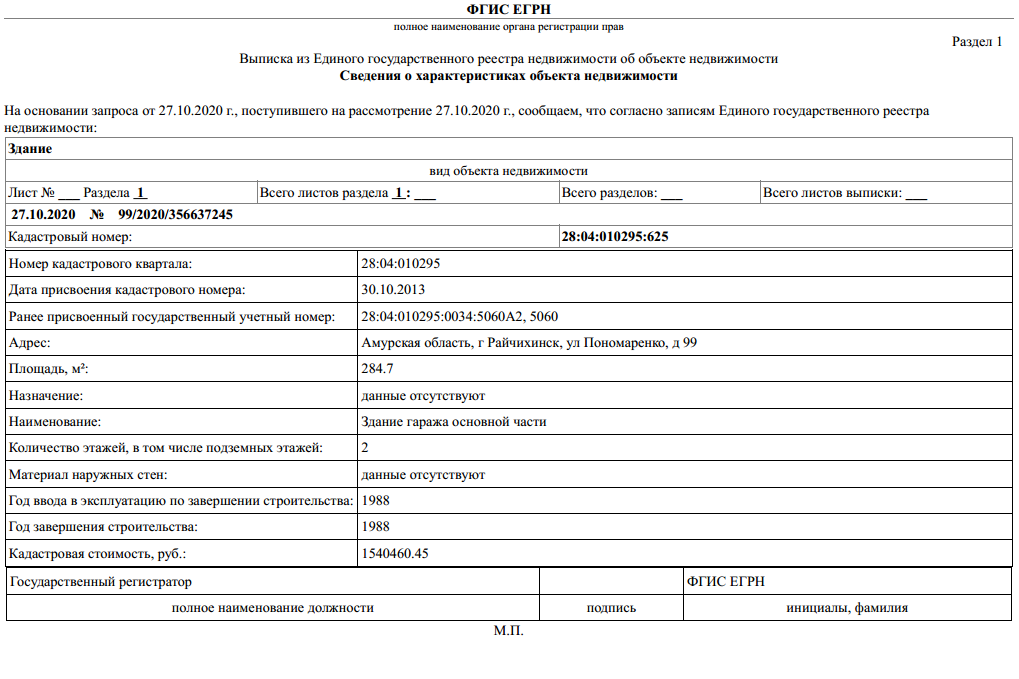 ФГИС ЕГРН
полное наименование органа регистрации прав
Раздел 1
Выписка из Единого государственного реестра недвижимости об объекте недвижимости
Сведения о характеристиках объекта недвижимости
На основании запроса от 27.10.2020 г., поступившего на рассмотрение 27.10.2020 г., сообщаем, что согласно записям Единого государственного реестра
недвижимости:
Здание
вид объекта недвижимости
Лист № ___ Раздела 1 Всего листов раздела 1 : ___ Всего разделов: ___ Всего листов выписки: ___
27.10.2020 № 99/2020/356637245
Кадастровый номер: 28:04:010295:625
Номер кадастрового квартала: 28:04:010295
Дата присвоения кадастрового номера: 30.10.2013
Ранее присвоенный государственный учетный номер: 28:04:010295:0034:5060А2, 5060
Адрес: Амурская область, г Райчихинск, ул Пономаренко, д 99
Площадь, м²: 284.7
Назначение: данные отсутствуют
Наименование: Здание гаража основной части
Количество этажей, в том числе подземных этажей: 2
Материал наружных стен: данные отсутствуют
Год ввода в эксплуатацию по завершении строительства: 1988
Год завершения строительства: 1988
Кадастровая стоимость, руб.: 1540460.45
Государственный регистратор ФГИС ЕГРН
полное наименование должности подпись инициалы, фамилия
М.П.